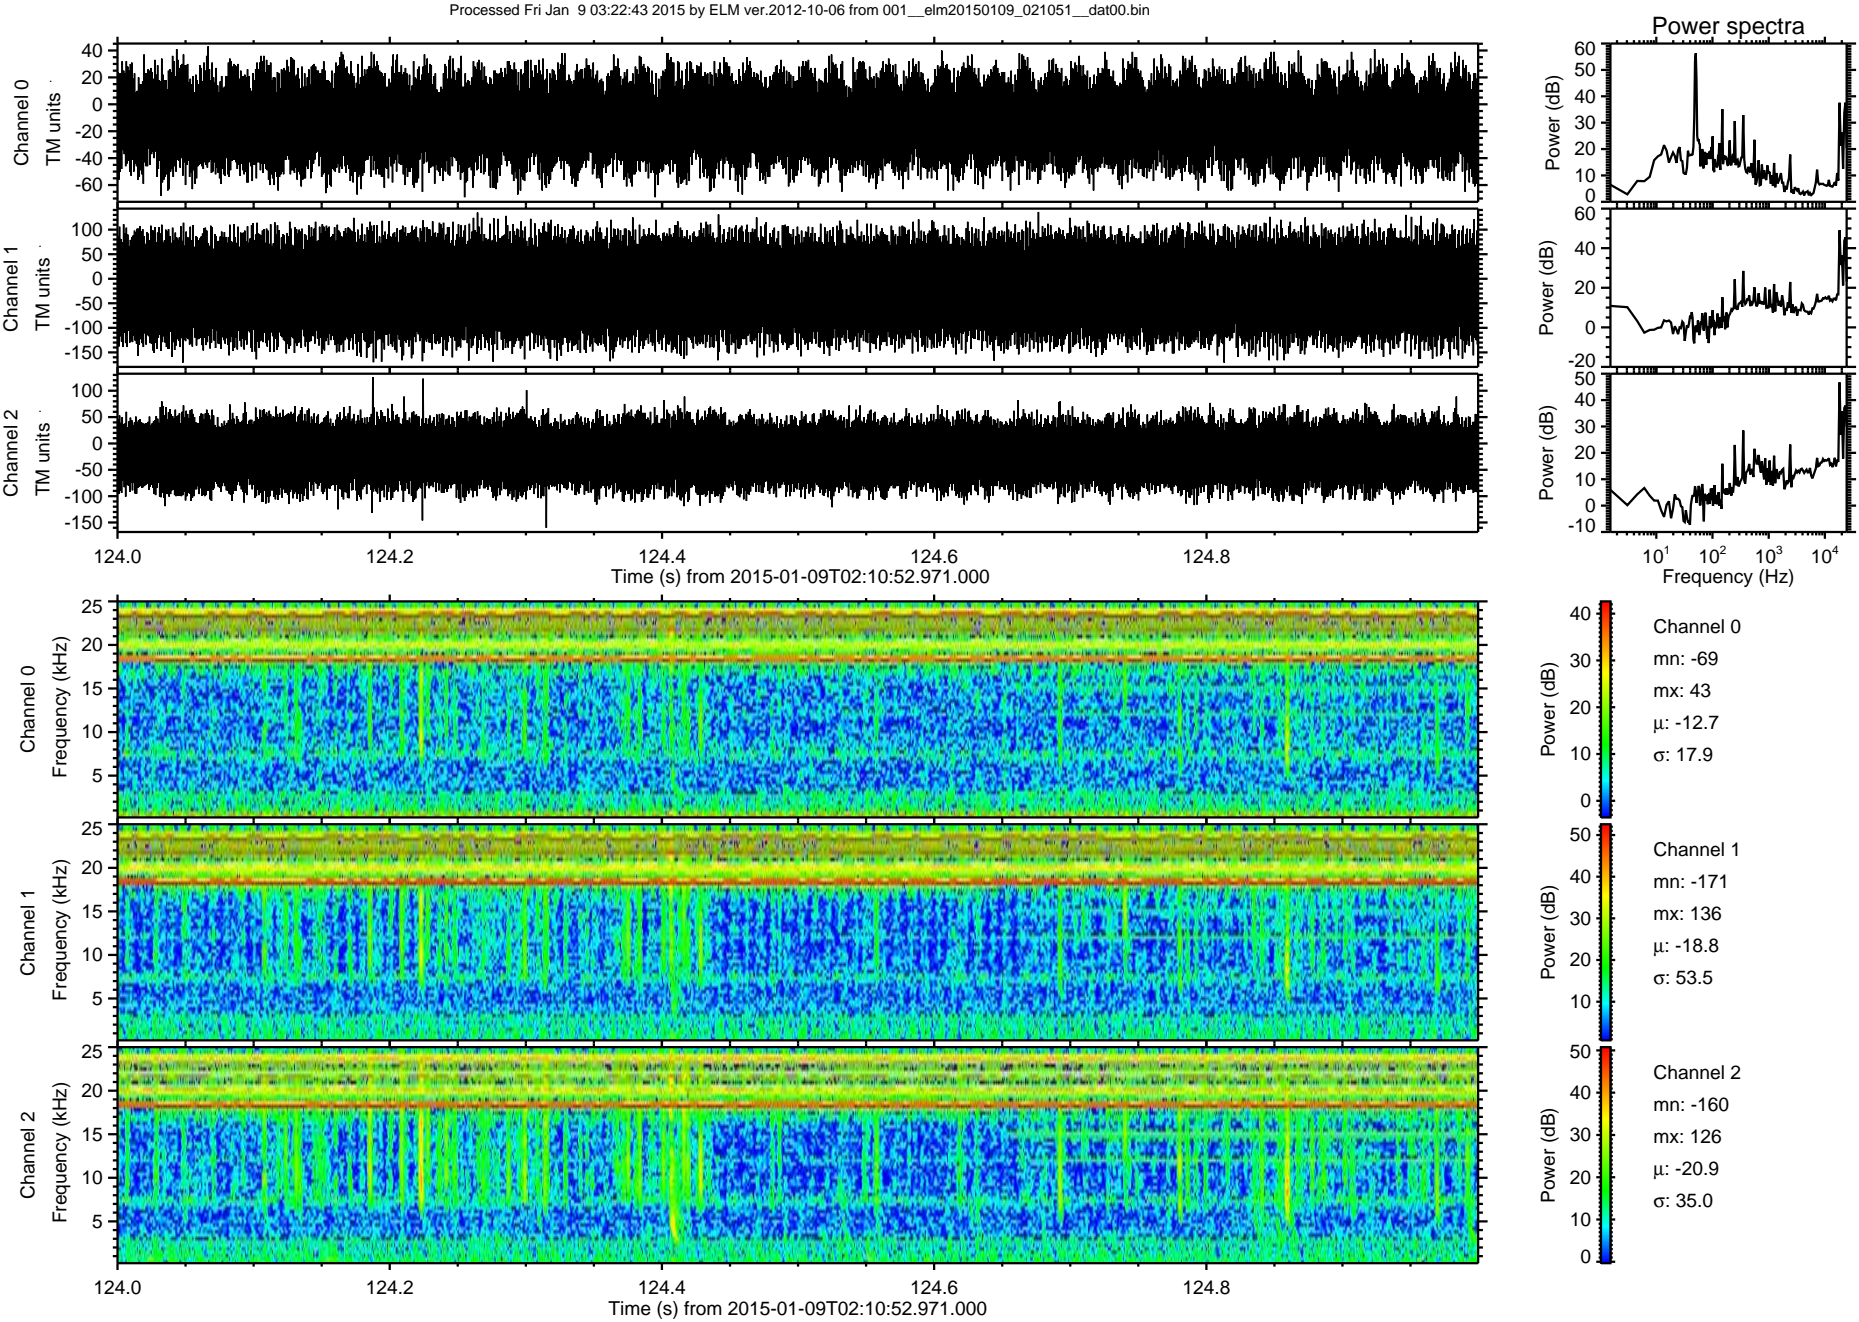 Processed Fri Jan  9 03:22:43 2015 by ELM ver.2012-10-06 from 001__elm20150109_021051__dat00.bin
Power spectra
Channel 0
TM units
40
20
0
-20
-40
-60
Power (dB)
60
50
40
30
20
10
0
Channel 1
TM units
100
50
0
-50
-100
-150
Power (dB)
60
40
20
0
-20
Channel 2
TM units
100
50
0
-50
-100
-150
Power (dB)
50
40
30
20
10
0
-10
124.0 124.2 124.4 124.6 124.8
Time (s) from 2015-01-09T02:10:52.971.000
10^1 10^2 10^3 10^4
Frequency (Hz)
Channel 0
Frequency (kHz)
25
20
15
10
5
Power (dB)
40
30
20
10
0
Channel 0
mn: -69
mx: 43
μ: -12.7
σ: 17.9
Channel 1
Frequency (kHz)
25
20
15
10
5
Power (dB)
50
40
30
20
10
Channel 1
mn: -171
mx: 136
μ: -18.8
σ: 53.5
Channel 2
Frequency (kHz)
25
20
15
10
5
Power (dB)
50
40
30
20
10
0
Channel 2
mn: -160
mx: 126
μ: -20.9
σ: 35.0
124.0 124.2 124.4 124.6 124.8
Time (s) from 2015-01-09T02:10:52.971.000